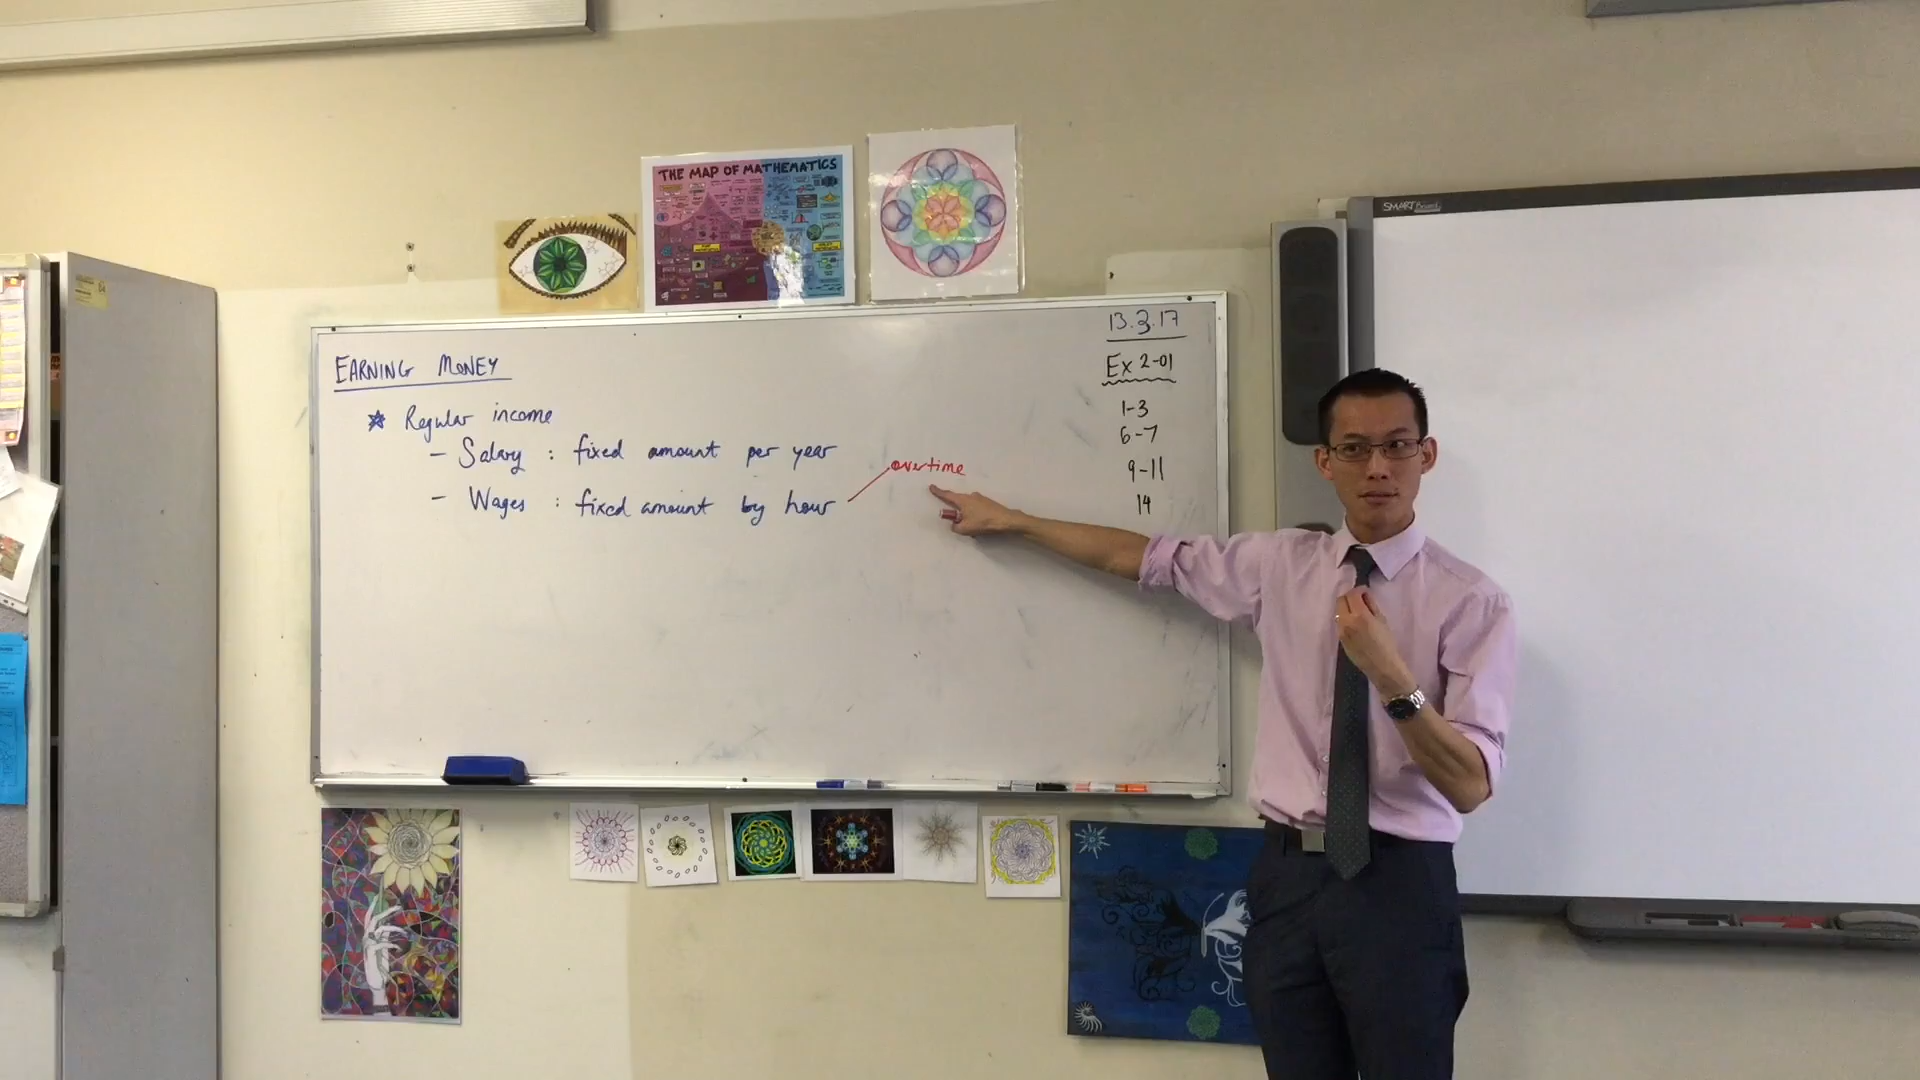 THE MAP OF MATHEMATICS
SMART Board
13.3.17
EARNING MONEY
Ex 2-01
Regular income
1-3
- Salary : fixed amount per year
6-7
overtime
9-11
- Wages : fixed amount by hour
14